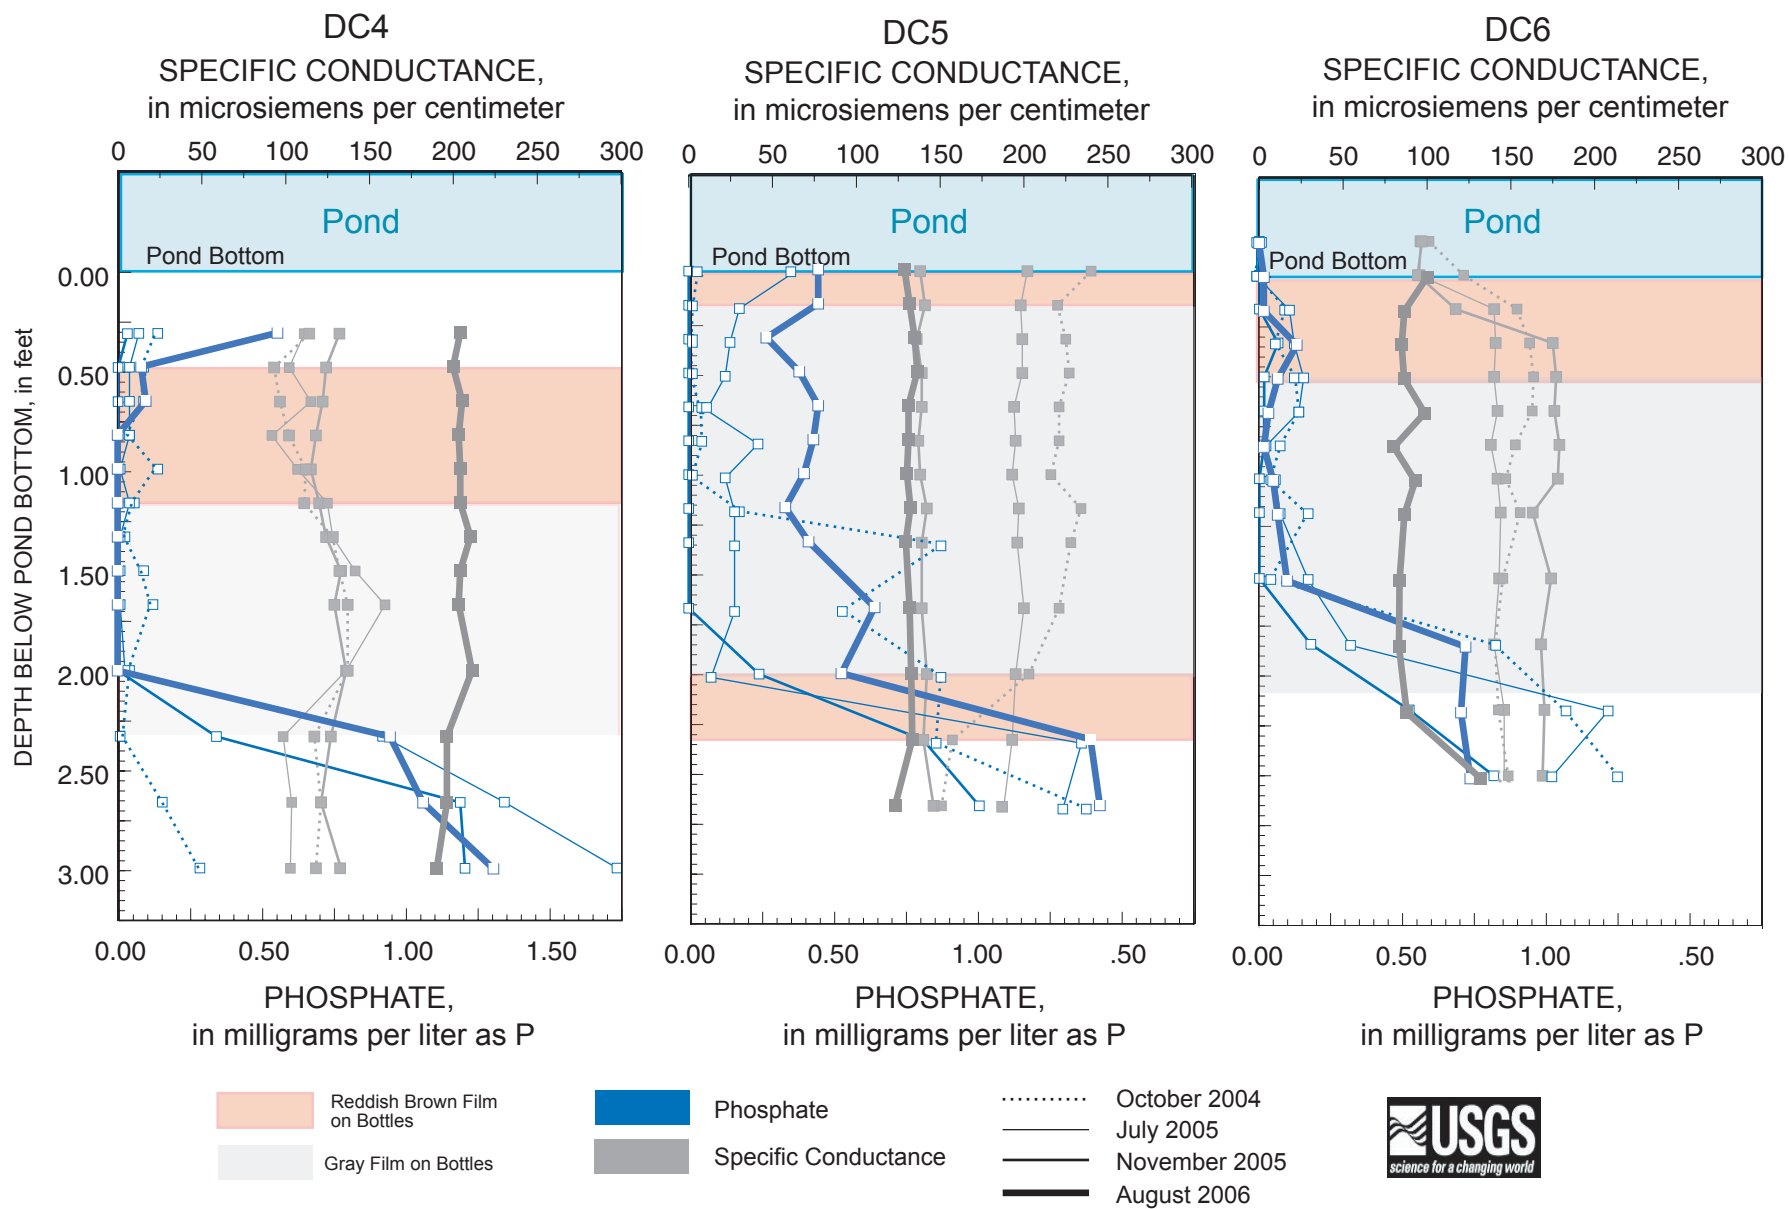 DC4
SPECIFIC CONDUCTANCE,
in microsiemens per centimeter
0 50 100 150 200 250 300
Pond
Pond Bottom
DEPTH BELOW POND BOTTOM, in feet
0.00
0.50
1.00
1.50
2.00
2.50
3.00
0.00 0.50 1.00 1.50
PHOSPHATE,
in milligrams per liter as P
DC5
SPECIFIC CONDUCTANCE,
in microsiemens per centimeter
0 50 100 150 200 250 300
Pond
Pond Bottom
0.00 0.50 1.00 .50
PHOSPHATE,
in milligrams per liter as P
DC6
SPECIFIC CONDUCTANCE,
in microsiemens per centimeter
0 50 100 150 200 250 300
Pond
Pond Bottom
0.00 0.50 1.00 .50
PHOSPHATE,
in milligrams per liter as P
Reddish Brown Film
on Bottles
Gray Film on Bottles
Phosphate
Specific Conductance
October 2004
July 2005
November 2005
August 2006
USGS
science for a changing world